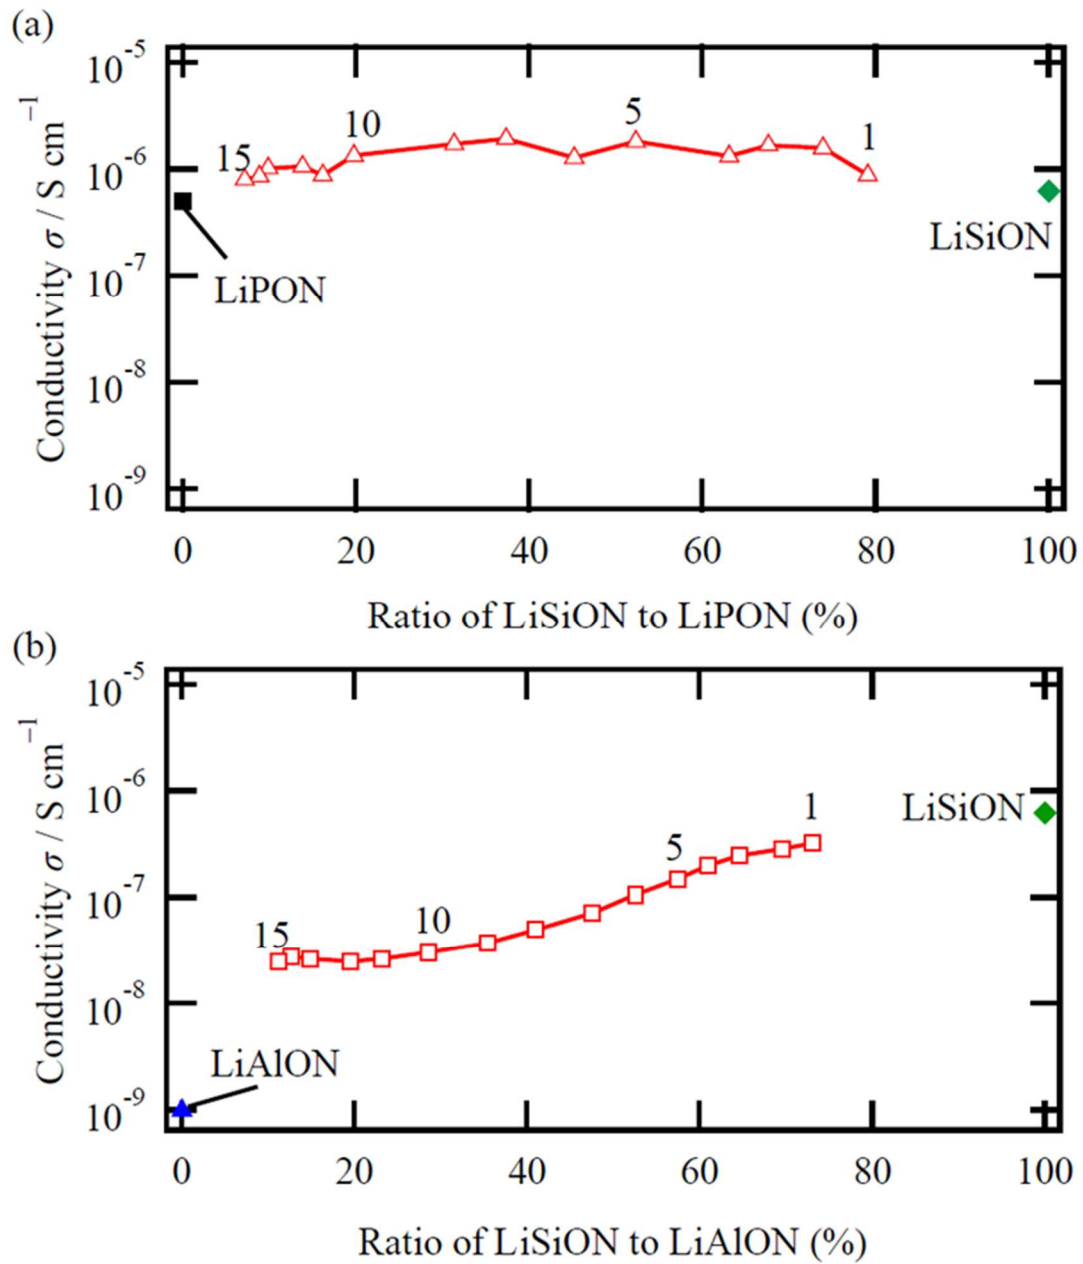 (a)
10⁻⁵
10⁻⁶
10⁻⁷
10⁻⁸
10⁻⁹
Conductivity σ / S cm⁻¹
15
10
5
1
LiPON
LiSiON
0 20 40 60 80 100
Ratio of LiSiON to LiPON (%)
(b)
10⁻⁵
10⁻⁶
10⁻⁷
10⁻⁸
10⁻⁹
Conductivity σ / S cm⁻¹
15
10
5
1
LiSiON
LiAlON
0 20 40 60 80 100
Ratio of LiSiON to LiAlON (%)